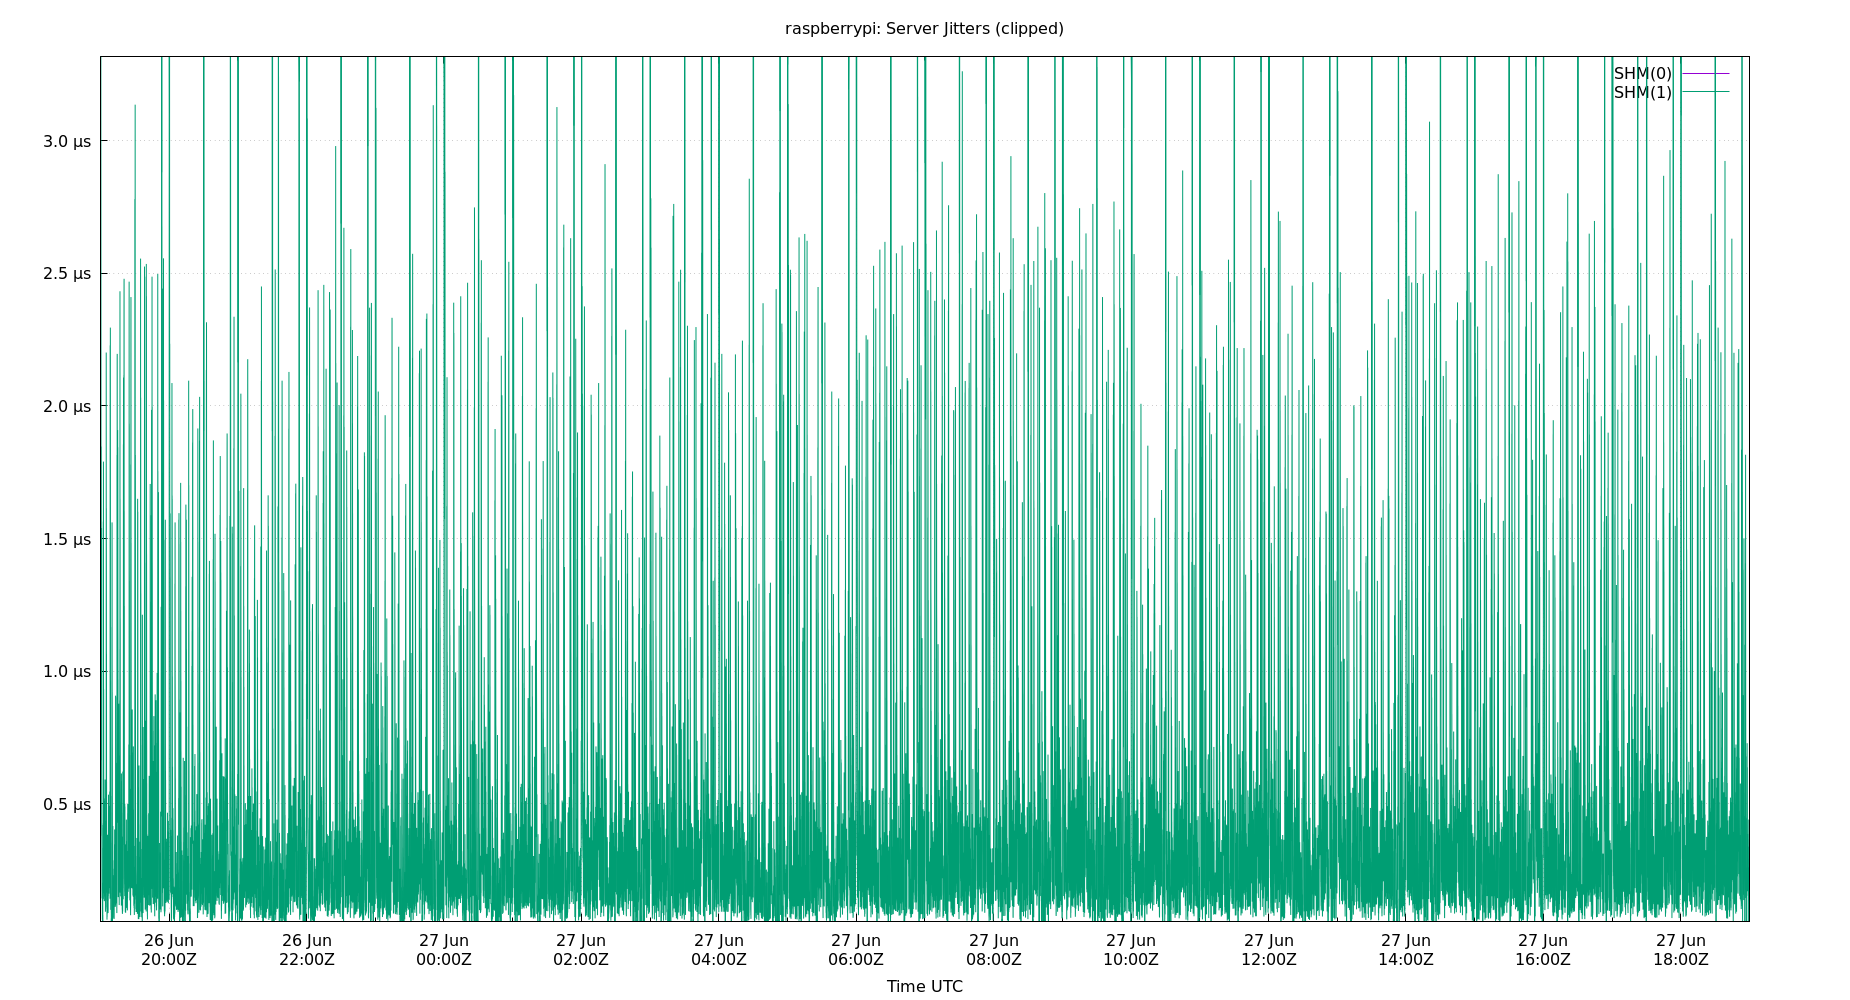 raspberrypi: Server Jitters (clipped)
SHM(0)
SHM(1)
3.0 µs
2.5 µs
2.0 µs
1.5 µs
1.0 µs
0.5 µs
26 Jun 26 Jun 27 Jun 27 Jun 27 Jun 27 Jun 27 Jun 27 Jun 27 Jun 27 Jun 27 Jun 27 Jun
20:00Z 22:00Z 00:00Z 02:00Z 04:00Z 06:00Z 08:00Z 10:00Z 12:00Z 14:00Z 16:00Z 18:00Z
Time UTC